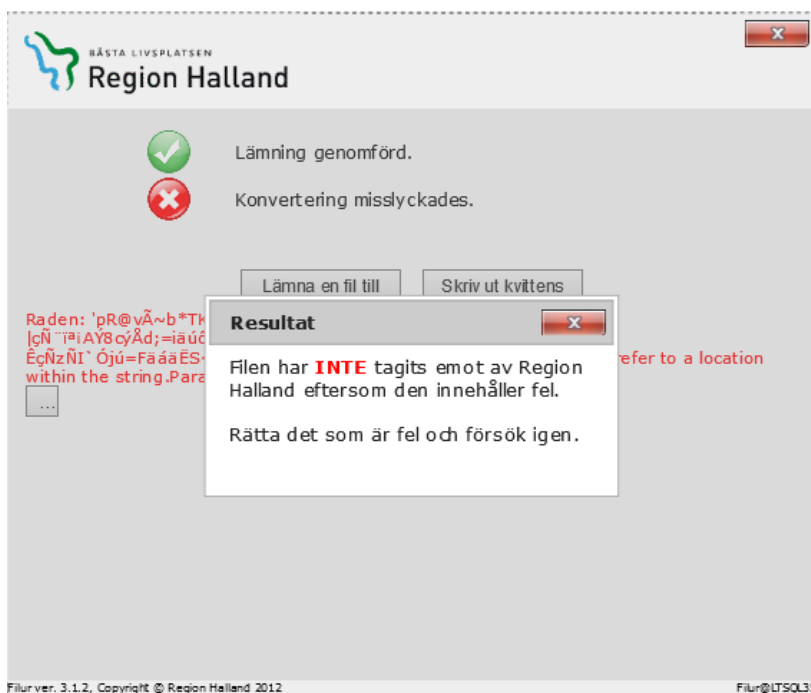 BÄSTA LIVSPLATSEN
Region Halland
Lämning genomförd.
Konvertering misslyckades.
Lämna en fil till
Skriv ut kvittens
Raden:
Resultat
Filen har INTE tagits emot av Region
Halland eftersom den innehåller fel.
Rätta det som är fel och försök igen.
refer to a location
within the string.Para
...
Filur ver. 3.1.2, Copyright © Region Halland 2012